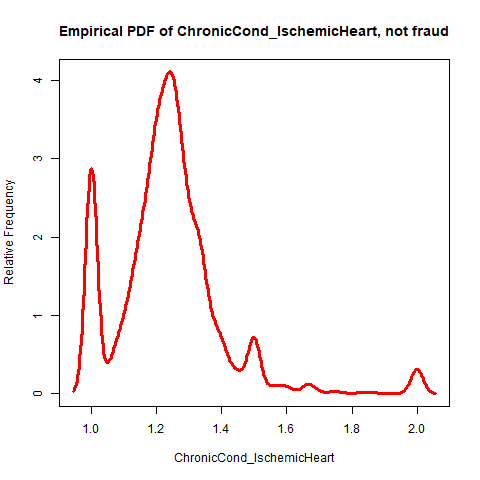 Empirical PDF of ChronicCond_IschemicHeart, not fraud
Relative Frequency
4
3
2
1
0
1.0 1.2 1.4 1.6 1.8 2.0
ChronicCond_IschemicHeart